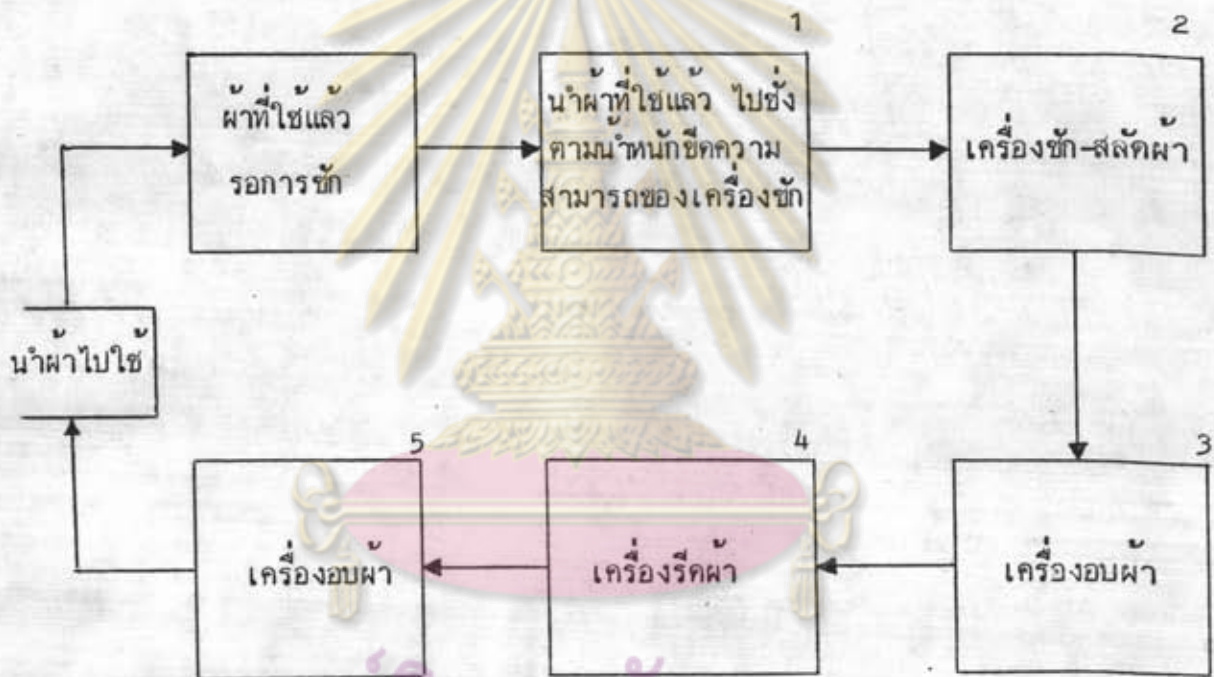 1
2
ผ้าที่ใช้แล้ว
รอการซัก
นำผ้าที่ใช้แล้ว ไปชั่ง
ตามน้ำหนักขีดความ
สามารถของเครื่องซัก
เครื่องซัก-สลัดผ้า
นำผ้าไปใช้
5
4
3
เครื่องอบผ้า
เครื่องรีดผ้า
เครื่องอบผ้า